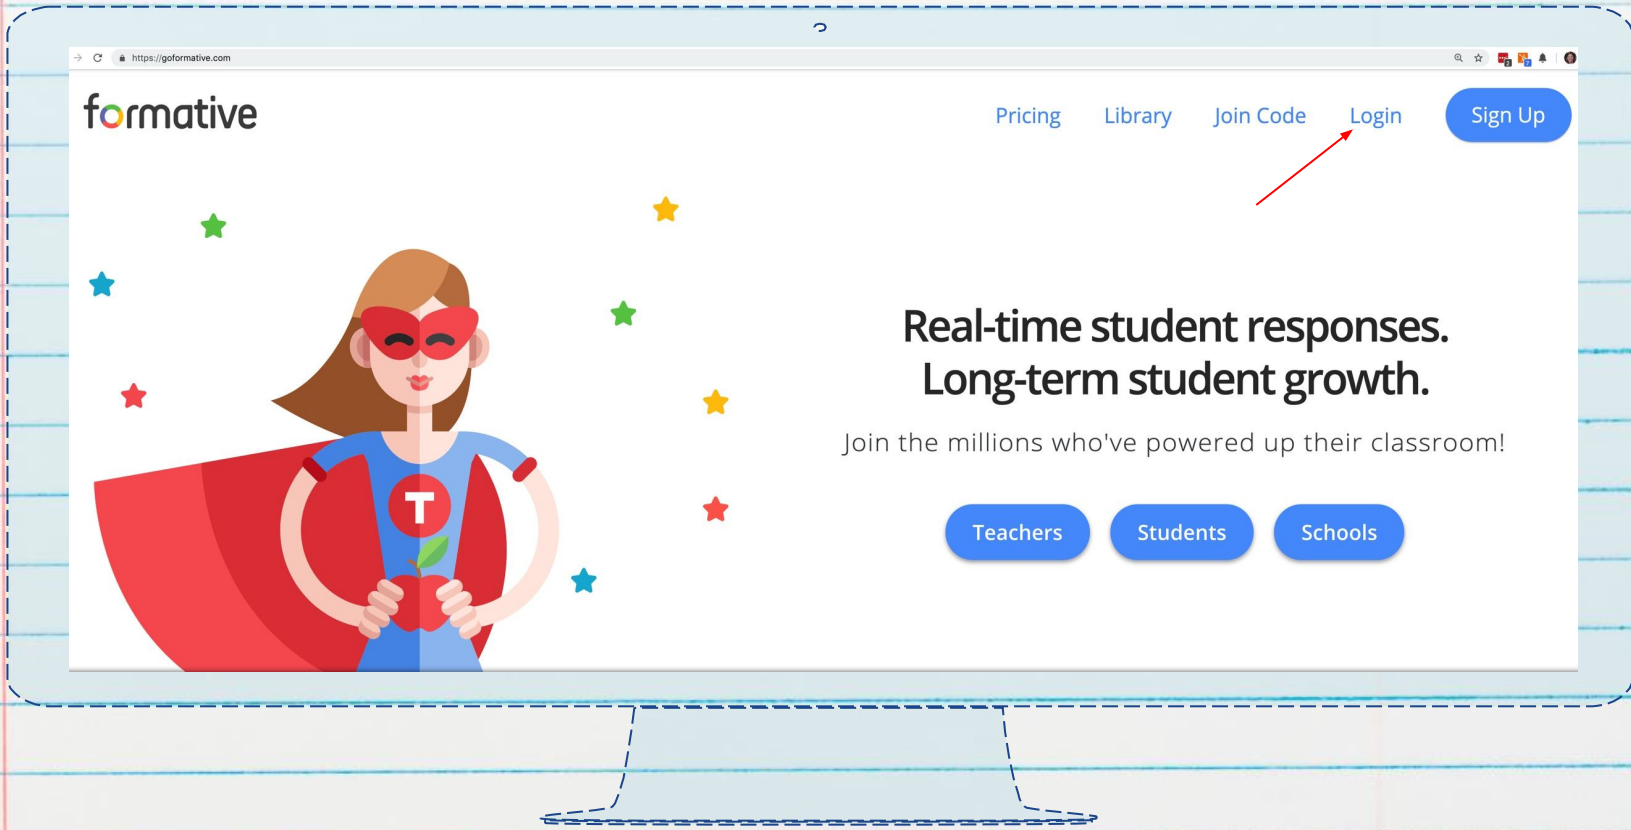 https://goformative.com
formative
Pricing Library Join Code Login Sign Up
Real-time student responses.
Long-term student growth.
Join the millions who've powered up their classroom!
T
Teachers Students Schools